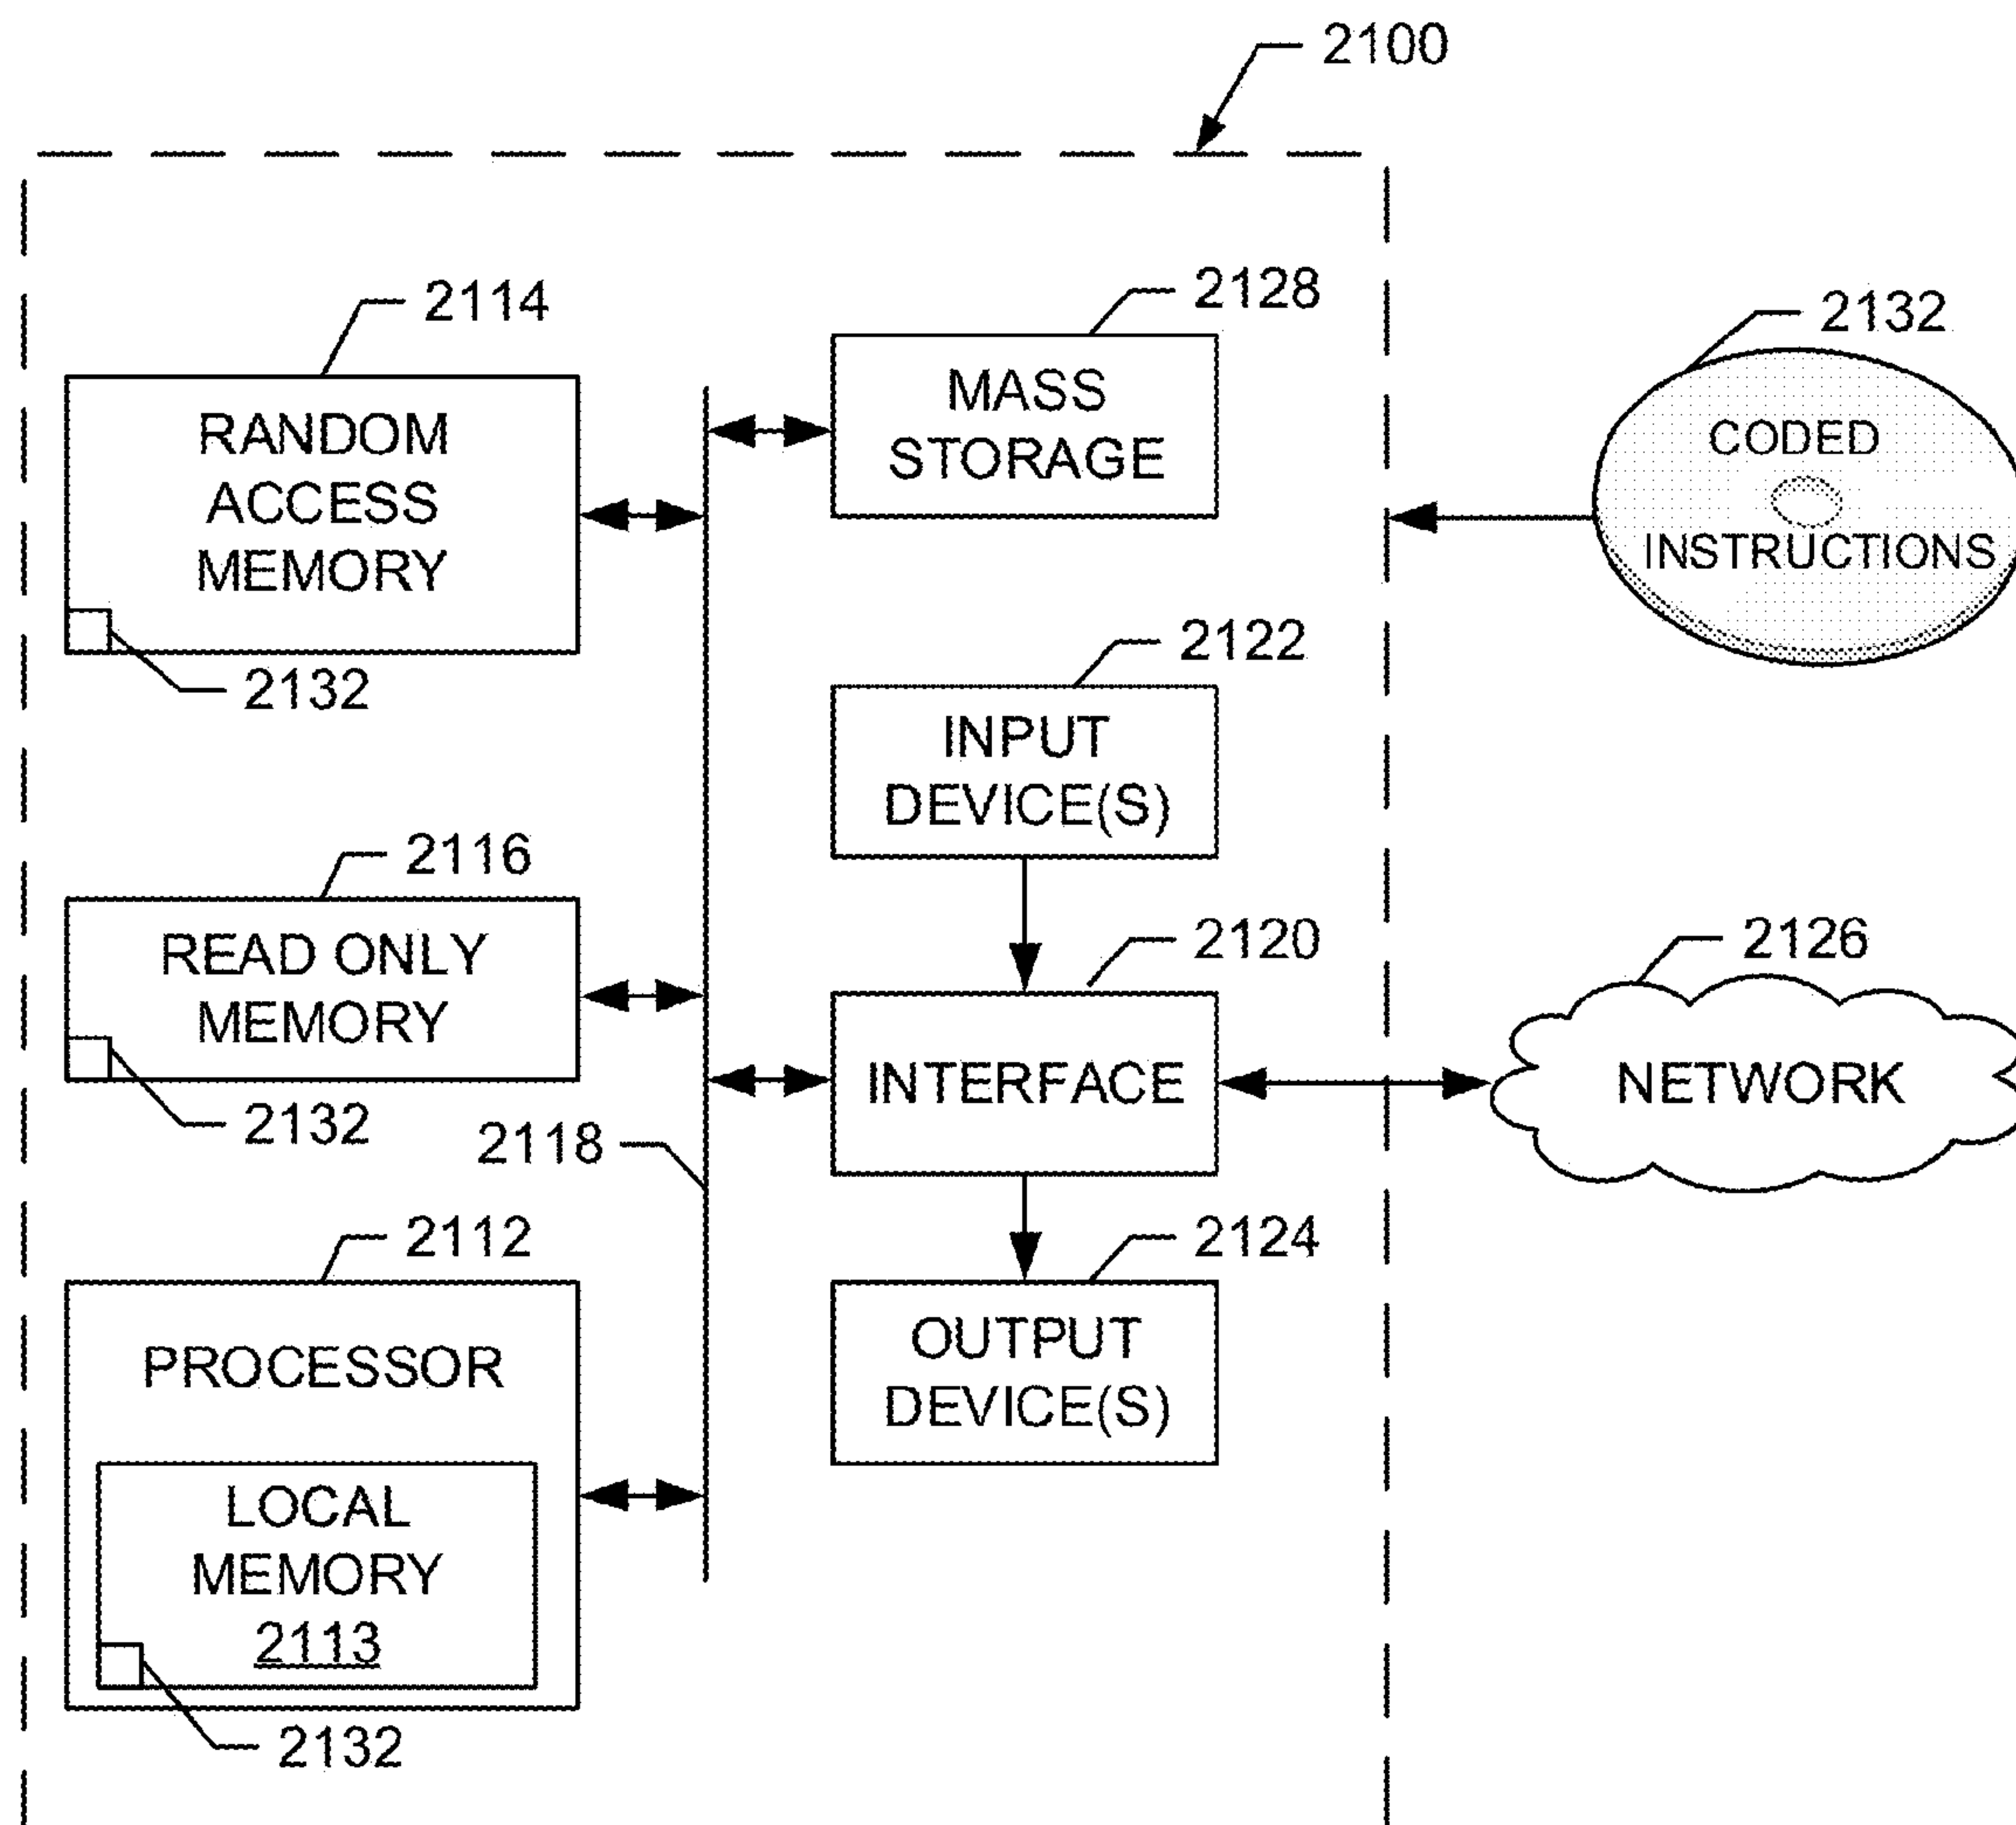 2100
2114
RANDOM
ACCESS
MEMORY
2132
2128
MASS
STORAGE
2132
CODED
INSTRUCTIONS
2122
INPUT
DEVICE(S)
2116
READ ONLY
MEMORY
2132
2118
2120
INTERFACE
2126
NETWORK
2112
PROCESSOR
LOCAL
MEMORY
2113
2132
2124
OUTPUT
DEVICE(S)